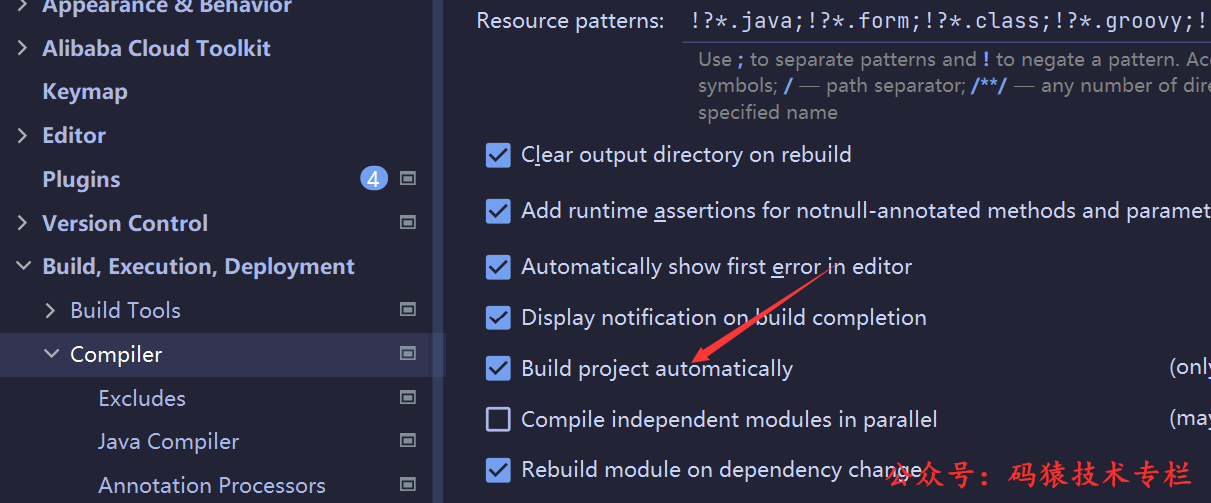 Appearance & Behavior
Alibaba Cloud Toolkit
Keymap
Editor
Plugins 4
Version Control
Build, Execution, Deployment
Build Tools
Compiler
Excludes
Java Compiler
Annotation Processors
Resource patterns: !?*.java;!?*.form;!?*.class;!?*.groovy;!
Use ; to separate patterns and ! to negate a pattern. Acc
symbols; / — path separator; /**/ — any number of dire
specified name
Clear output directory on rebuild
Add runtime assertions for notnull-annotated methods and paramet
Automatically show first error in editor
Display notification on build completion
Build project automatically (only
Compile independent modules in parallel (may
Rebuild module on dependency change
公众号：码猿技术专栏